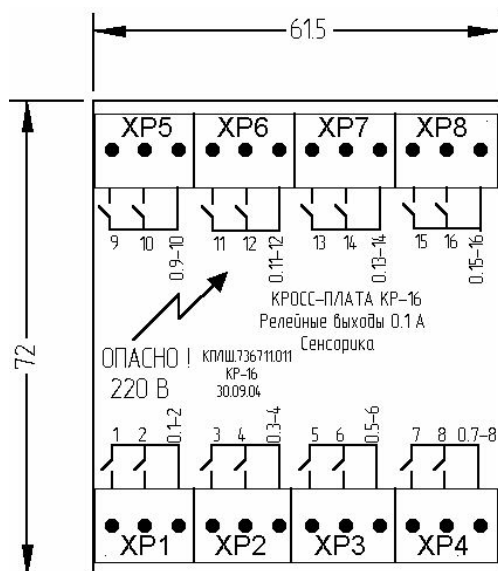 61.5
72
XP5 XP6 XP7 XP8
9 10 0.9-10 11 12 0.11-12 13 14 0.13-14 15 16 0.15-16
КРОСС-ПЛАТА КР-16
Релейные выходы 0.1 А
Сенсорика
ОПАСНО !
220 В
КПЛШ.736711.011
КР-16
30.09.04
1 2 0.1-2 3 4 0.3-4 5 6 0.5-6 7 8 0.7-8
XP1 XP2 XP3 XP4